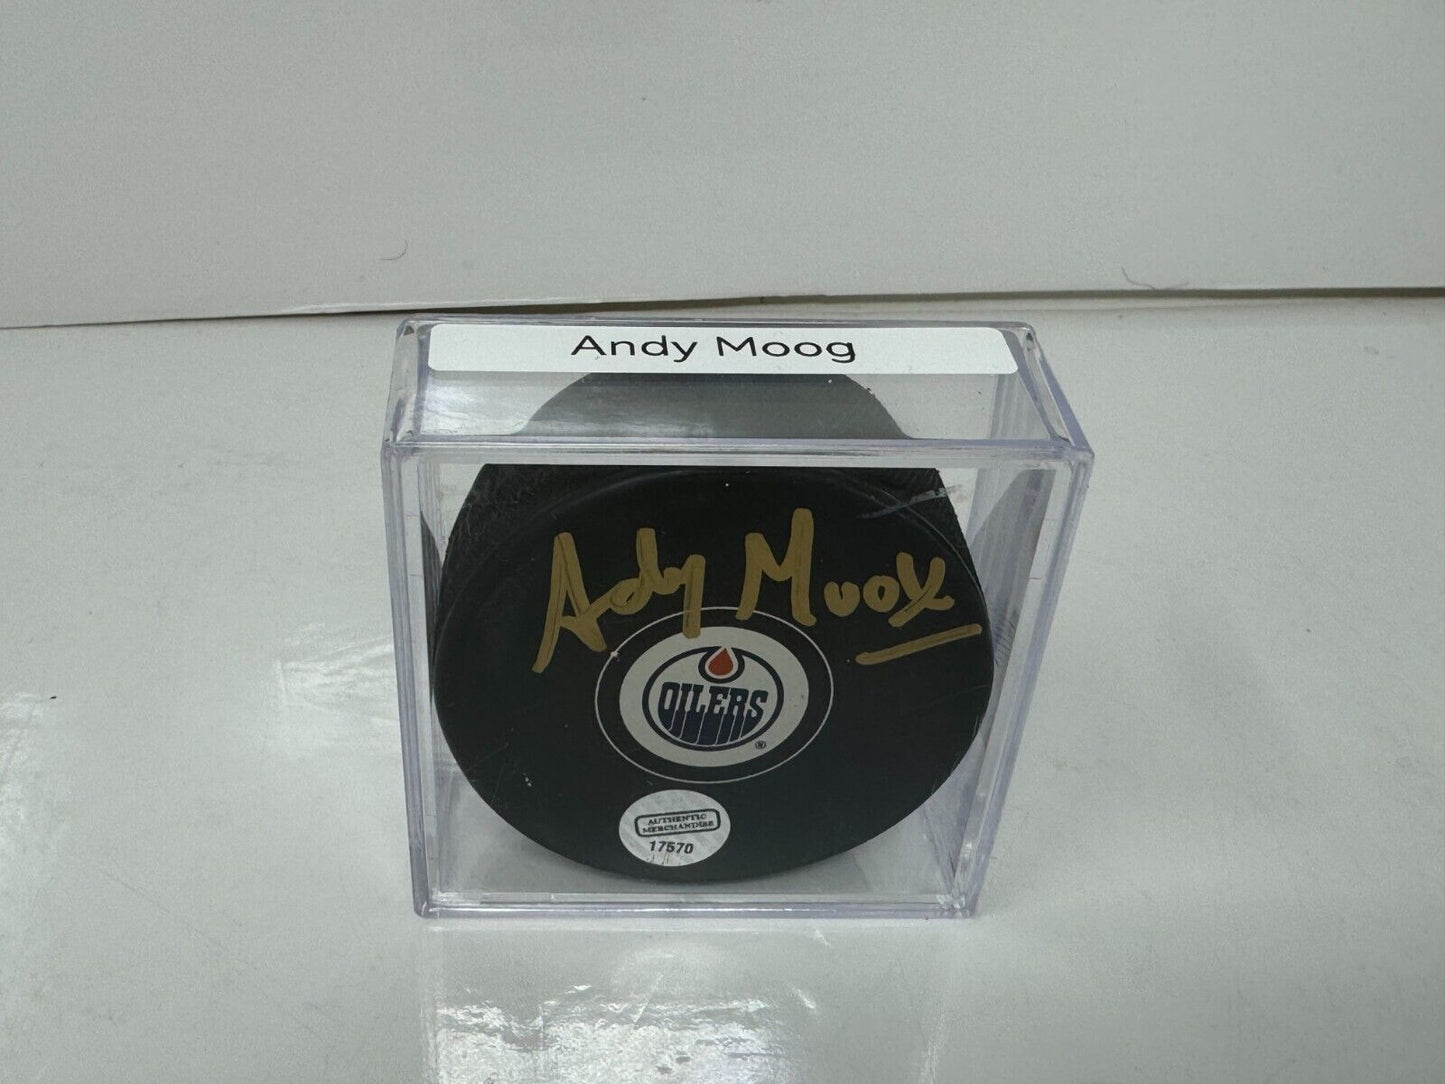 Andy Moog
Andy Moog
OILERS
®
AUTHENTIC
MERCHANDISE
17570